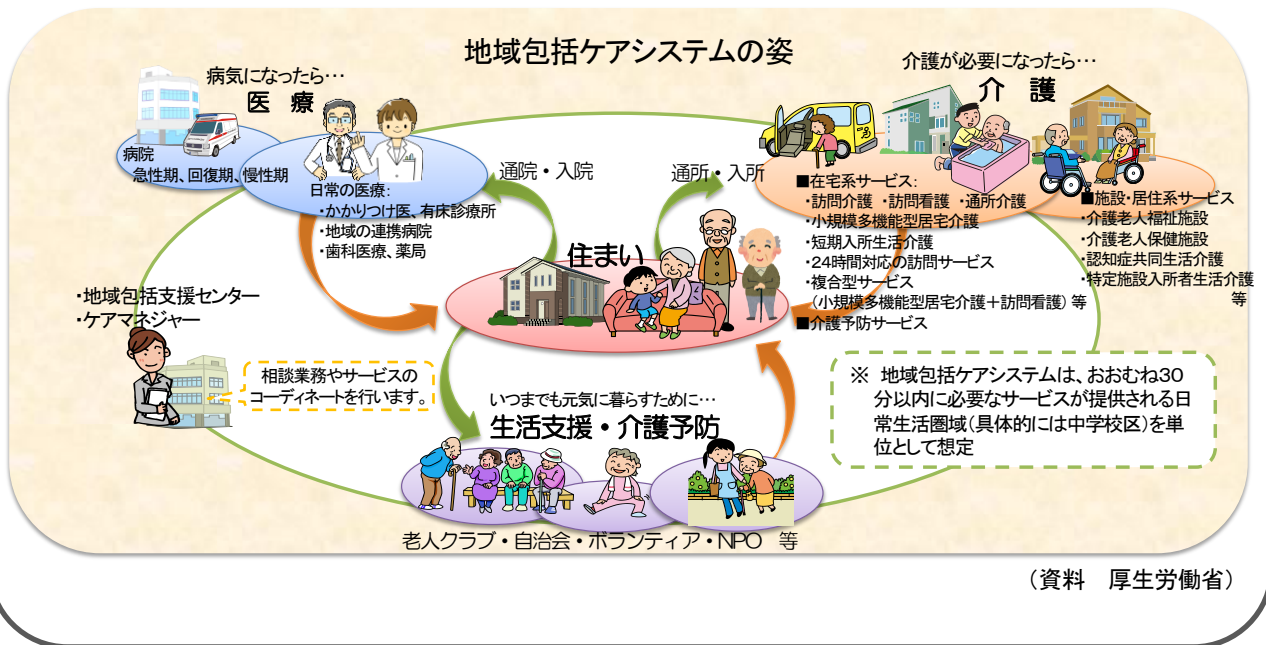 地域包括ケアシステムの姿
病気になったら…
医 療
病院
急性期、回復期、慢性期
日常の医療:
・かかりつけ医、有床診療所
・地域の連携病院
・歯科医療、薬局
通院・入院
通所・入所
介護が必要になったら…
介 護
■在宅系サービス:
・訪問介護 ・訪問看護 ・通所介護
・小規模多機能型居宅介護
・短期入所生活介護
・24時間対応の訪問サービス
・複合型サービス
(小規模多機能型居宅介護+訪問看護) 等
■介護予防サービス
■施設・居住系サービス
・介護老人福祉施設
・介護老人保健施設
・認知症共同生活介護
・特定施設入所者生活介護
等
住まい
・地域包括支援センター
・ケアマネジャー
相談業務やサービスの
コーディネートを行います。
いつまでも元気に暮らすために…
生活支援・介護予防
老人クラブ・自治会・ボランティア・NPO 等
※ 地域包括ケアシステムは、おおむね30
分以内に必要なサービスが提供される日
常生活圏域(具体的には中学校区)を単
位として想定
(資料 厚生労働省)